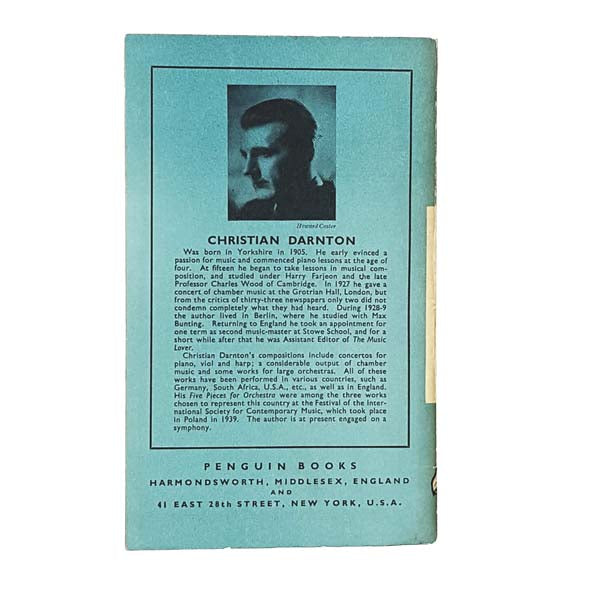 Howard Coster
CHRISTIAN DARNTON
Was born in Yorkshire in 1905. He early evinced a
passion for music and commenced piano lessons at the age of
four. At fifteen he began to take lessons in musical com-
position, and studied under Harry Farjeon and the late
Professor Charles Wood of Cambridge. In 1927 he gave a
concert of chamber music at the Grotrian Hall, London, but
from the critics of thirty-three newspapers only two did not
condemn completely what they had heard. During 1928-9
the author lived in Berlin, where he studied with Max
Bunting. Returning to England he took an appointment for
one term as second music-master at Stowe School, and for a
short while after that he was Assistant Editor of The Music
Lover.
Christian Darnton's compositions include concertos for
piano, viol and harp; a considerable output of chamber
music and some works for large orchestras. All of these
works have been performed in various countries, such as
Germany, South Africa, U.S.A., etc., as well as in England.
His Five Pieces for Orchestra were among the three works
chosen to represent this country at the Festival of the Inter-
national Society for Contemporary Music, which took place
in Poland in 1939. The author is at present engaged on a
symphony.
PENGUIN BOOKS
HARMONDSWORTH, MIDDLESEX, ENGLAND
AND
41 EAST 28th STREET, NEW YORK, U.S.A.